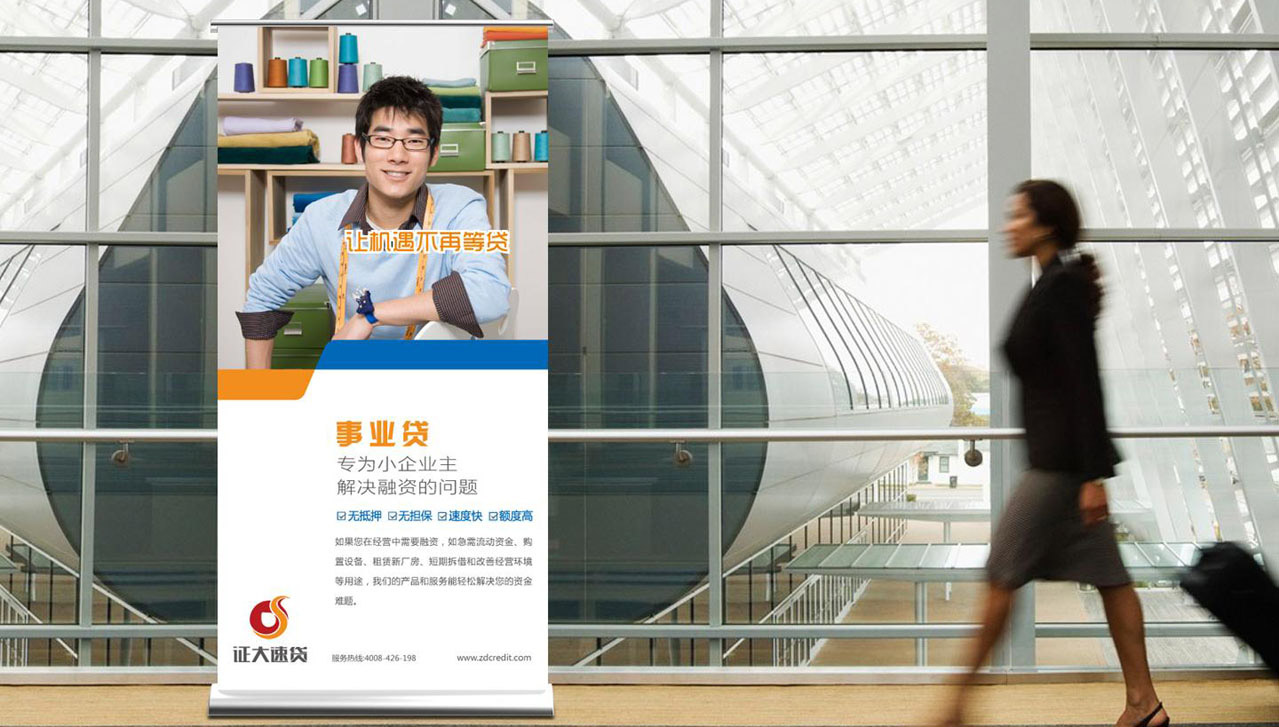 让机遇不再等贷
事业贷
专为小企业主
解决融资的问题
无抵押 无担保 速度快 额度高
如果您在经营中需要融资，如急需流动资金、购
置设备、租赁新厂房、短期拆借和改善经营环境
等用途，我们的产品和服务能轻松解决您的资金
难题。
证大速贷
服务热线:4008-426-198
www.zdcredit.com